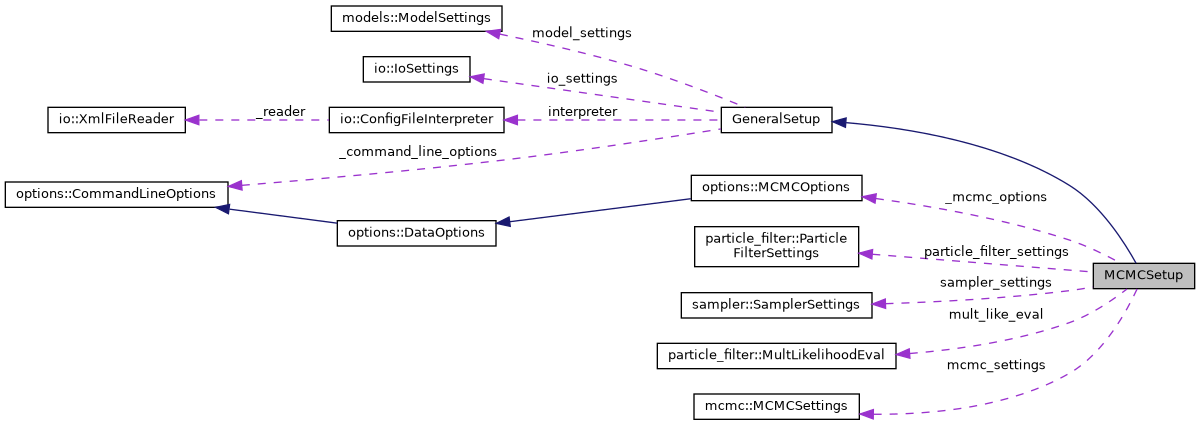 models::ModelSettings
model_settings
io::IoSettings
io_settings
io::XmlFileReader
_reader
io::ConfigFileInterpreter
interpreter
GeneralSetup
_command_line_options
options::CommandLineOptions
options::MCMCOptions
_mcmc_options
options::DataOptions
particle_filter::Particle
FilterSettings
particle_filter_settings
MCMCSetup
sampler_settings
sampler::SamplerSettings
mult_like_eval
particle_filter::MultLikelihoodEval
mcmc_settings
mcmc::MCMCSettings